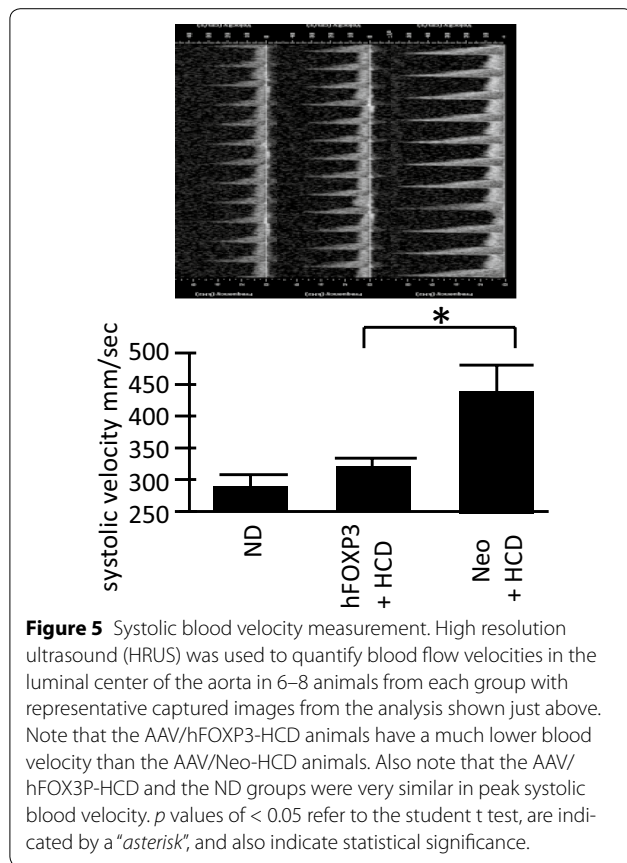 *
systolic velocity mm/sec
500
450
400
350
300
250
ND
hFOXP3
+ HCD
Neo
+ HCD
Figure 5 Systolic blood velocity measurement. High resolution
ultrasound (HRUS) was used to quantify blood flow velocities in the
luminal center of the aorta in 6–8 animals from each group with
representative captured images from the analysis shown just above.
Note that the AAV/hFOXP3-HCD animals have a much lower blood
velocity than the AAV/Neo-HCD animals. Also note that the AAV/
hFOX3P-HCD and the ND groups were very similar in peak systolic
blood velocity. p values of < 0.05 refer to the student t test, are indi-
cated by a “asterisk”, and also indicate statistical significance.